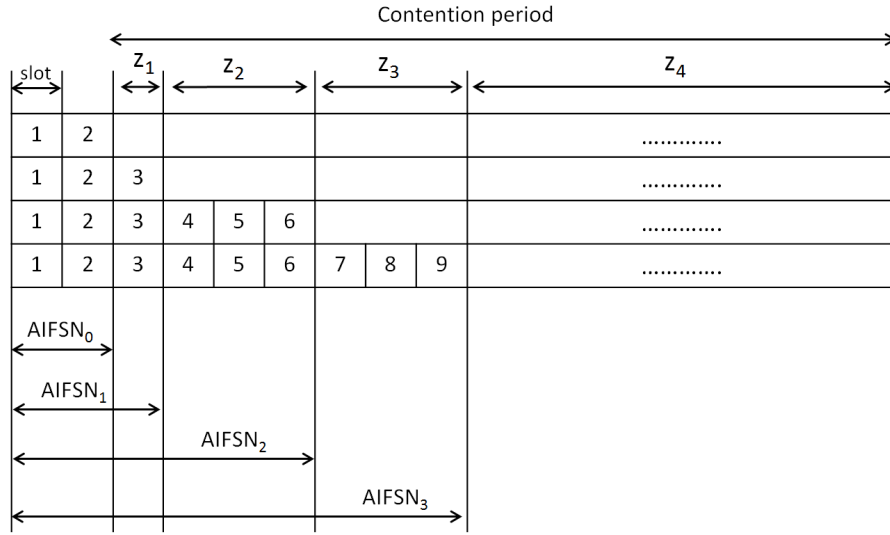 Contention period
slot z₁ z₂ z₃ z₄
1 2 ………….
1 2 3 ………….
1 2 3 4 5 6 ………….
1 2 3 4 5 6 7 8 9 ………….
AIFSN₀
AIFSN₁
AIFSN₂
AIFSN₃